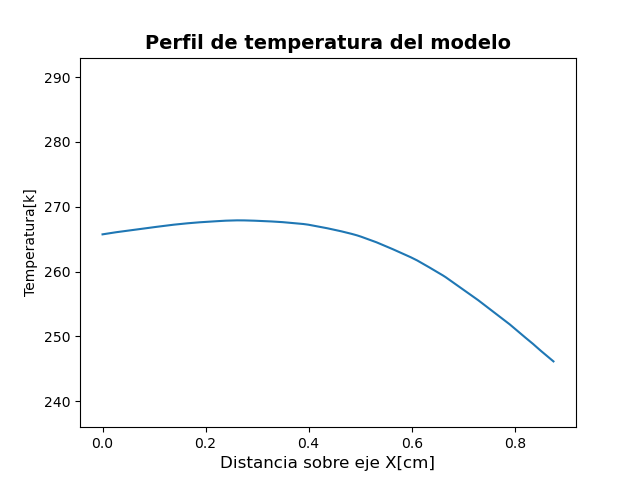 Perfil de temperatura del modelo
290
280
270
260
250
240
Temperatura[k]
0.0 0.2 0.4 0.6 0.8
Distancia sobre eje X[cm]